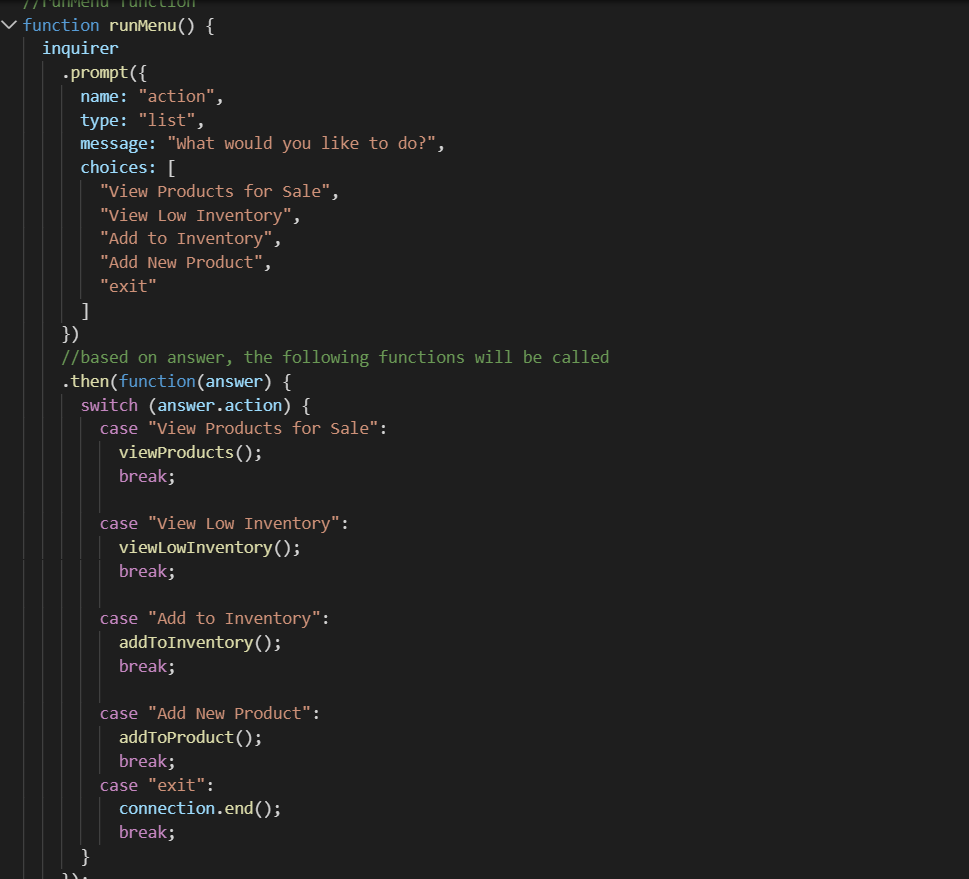 //runMenu function
function runMenu() {
  inquirer
    .prompt({
      name: "action",
      type: "list",
      message: "What would you like to do?",
      choices: [
        "View Products for Sale",
        "View Low Inventory",
        "Add to Inventory",
        "Add New Product",
        "exit"
      ]
    })
    //based on answer, the following functions will be called
    .then(function(answer) {
      switch (answer.action) {
        case "View Products for Sale":
          viewProducts();
          break;

        case "View Low Inventory":
          viewLowInventory();
          break;

        case "Add to Inventory":
          addToInventory();
          break;

        case "Add New Product":
          addToProduct();
          break;
        case "exit":
          connection.end();
          break;
      }
    });